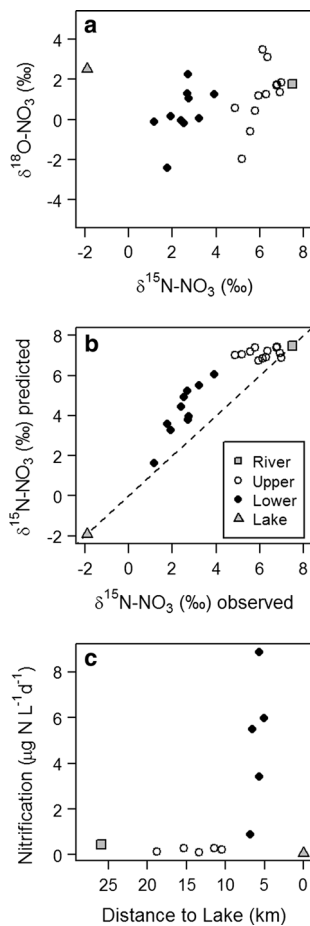 a
4
2
0
-2
-4
δ18O-NO3 (‰)
-2 0 2 4 6 8
δ15N-NO3 (‰)
b
8
6
4
2
0
-2
δ15N-NO3 (‰) predicted
River
Upper
Lower
Lake
-2 0 2 4 6 8
δ15N-NO3 (‰) observed
c
8
6
4
2
0
Nitrification (µg N L-1d-1)
25 20 15 10 5 0
Distance to Lake (km)